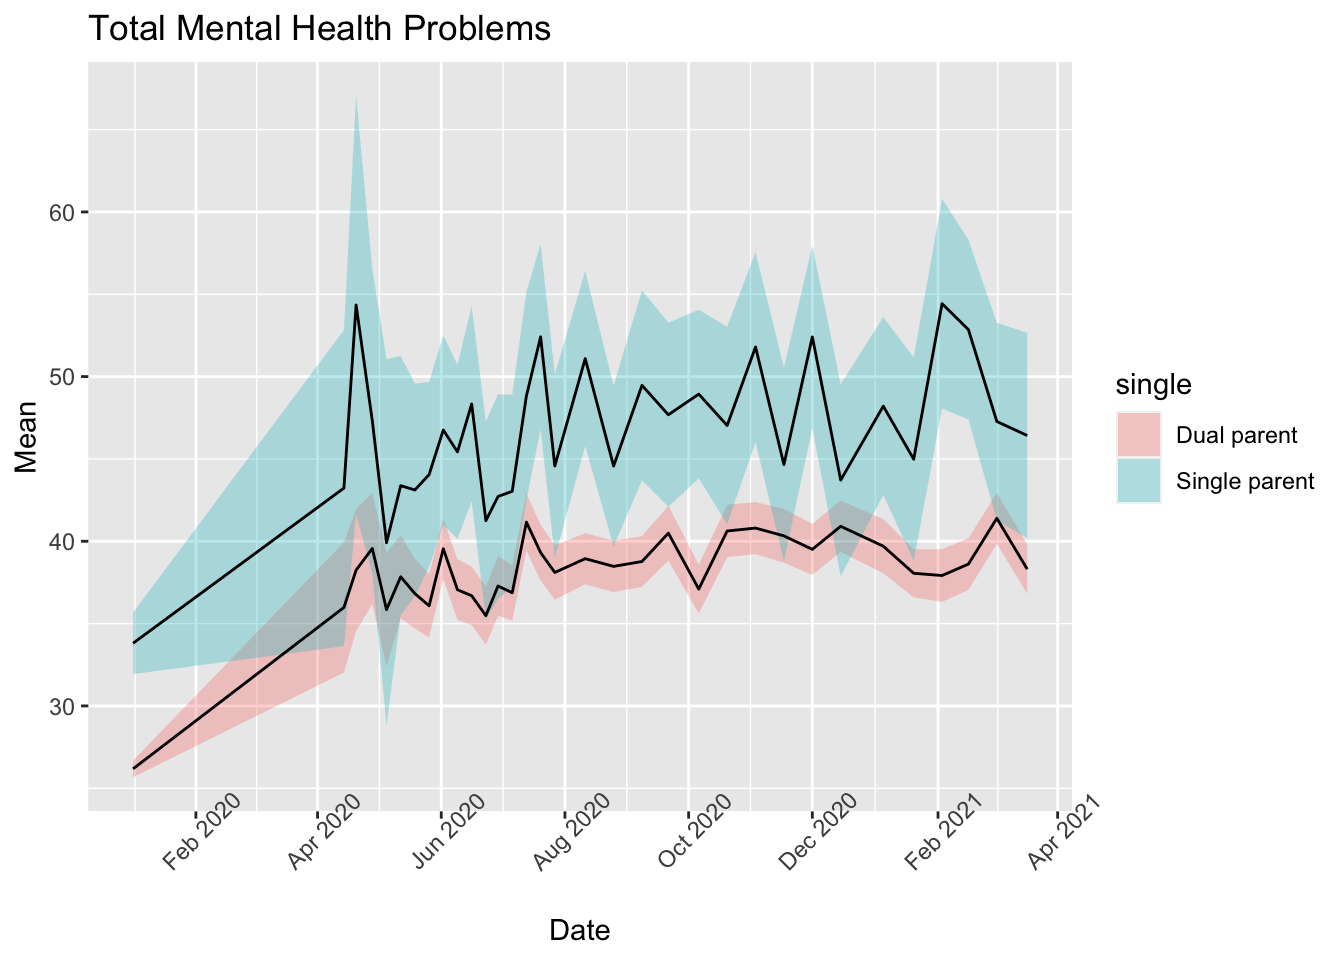 Total Mental Health Problems
Mean
60
50
40
30
Feb 2020
Apr 2020
Jun 2020
Aug 2020
Oct 2020
Dec 2020
Feb 2021
Apr 2021
Date
single
Dual parent
Single parent